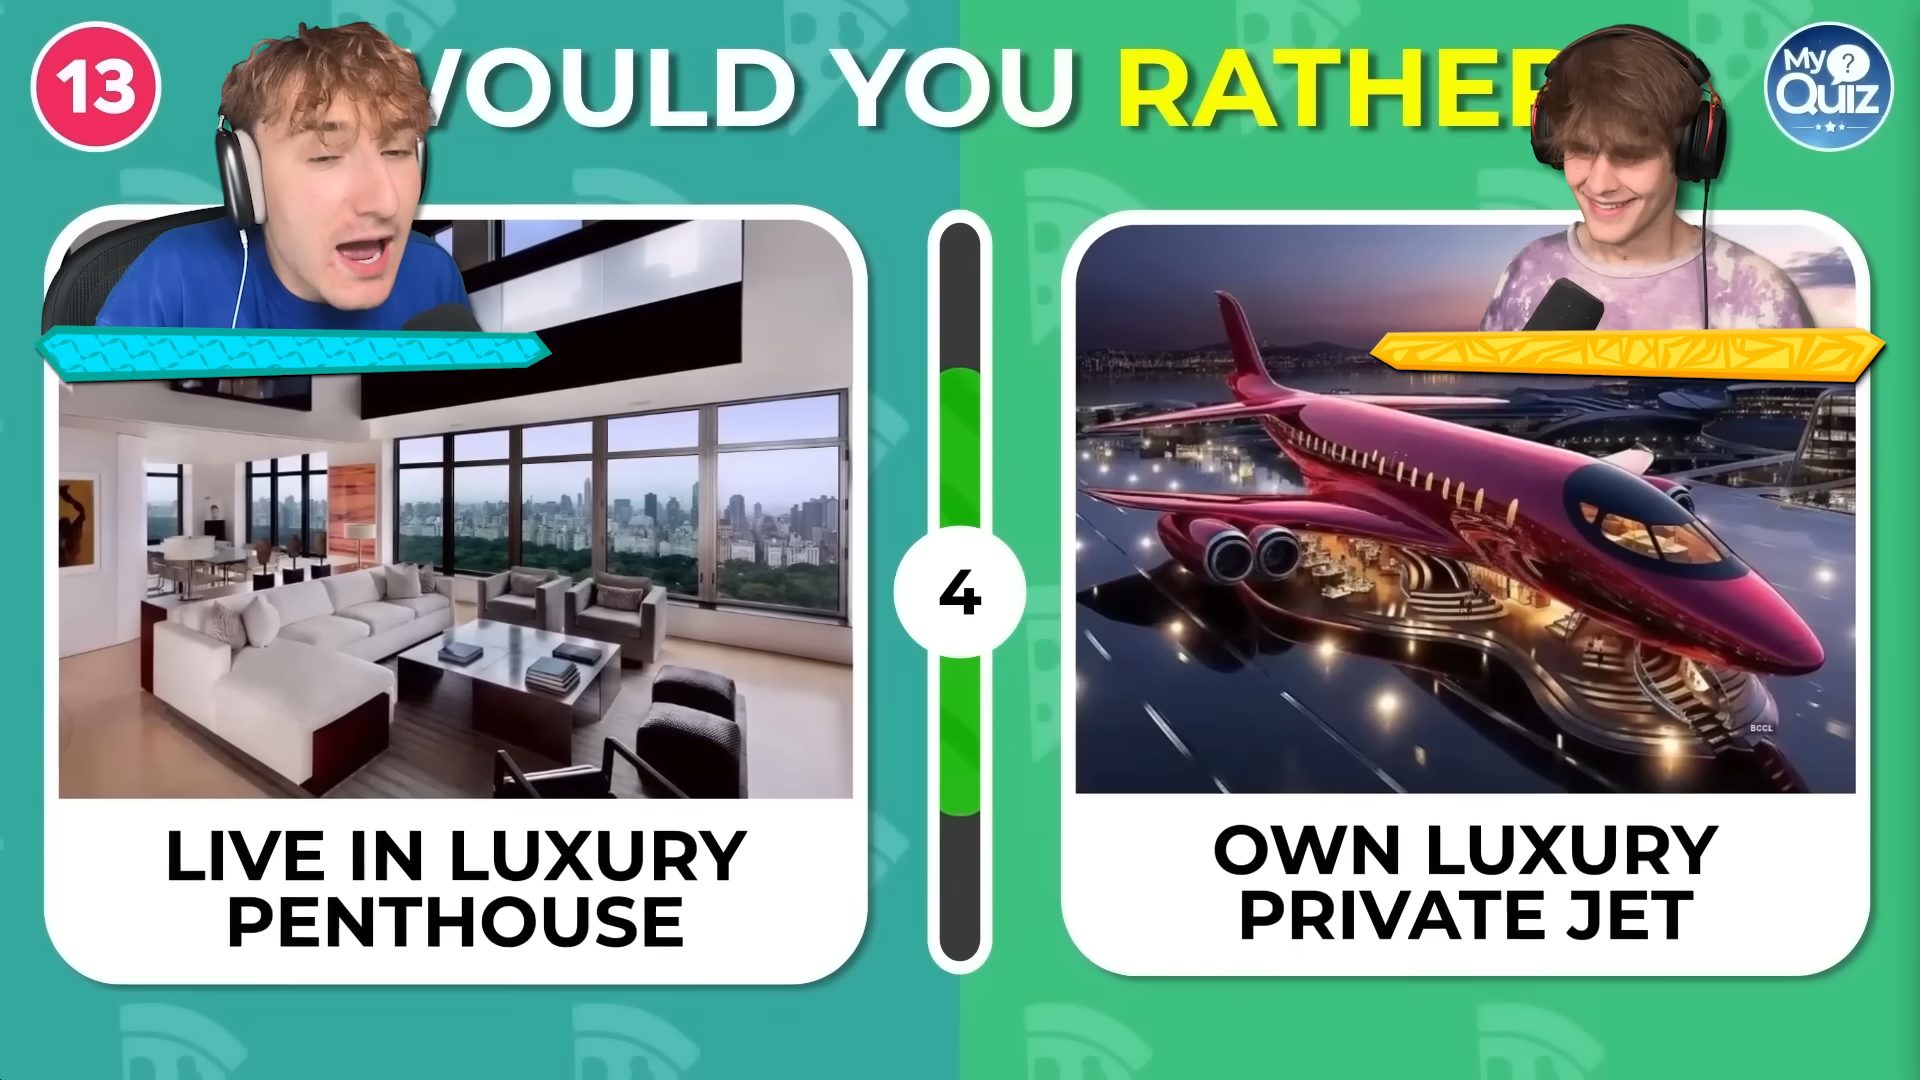 13
WOULD YOU RATHER
My ?
Quiz
4
BCCL
LIVE IN LUXURY
PENTHOUSE
OWN LUXURY
PRIVATE JET